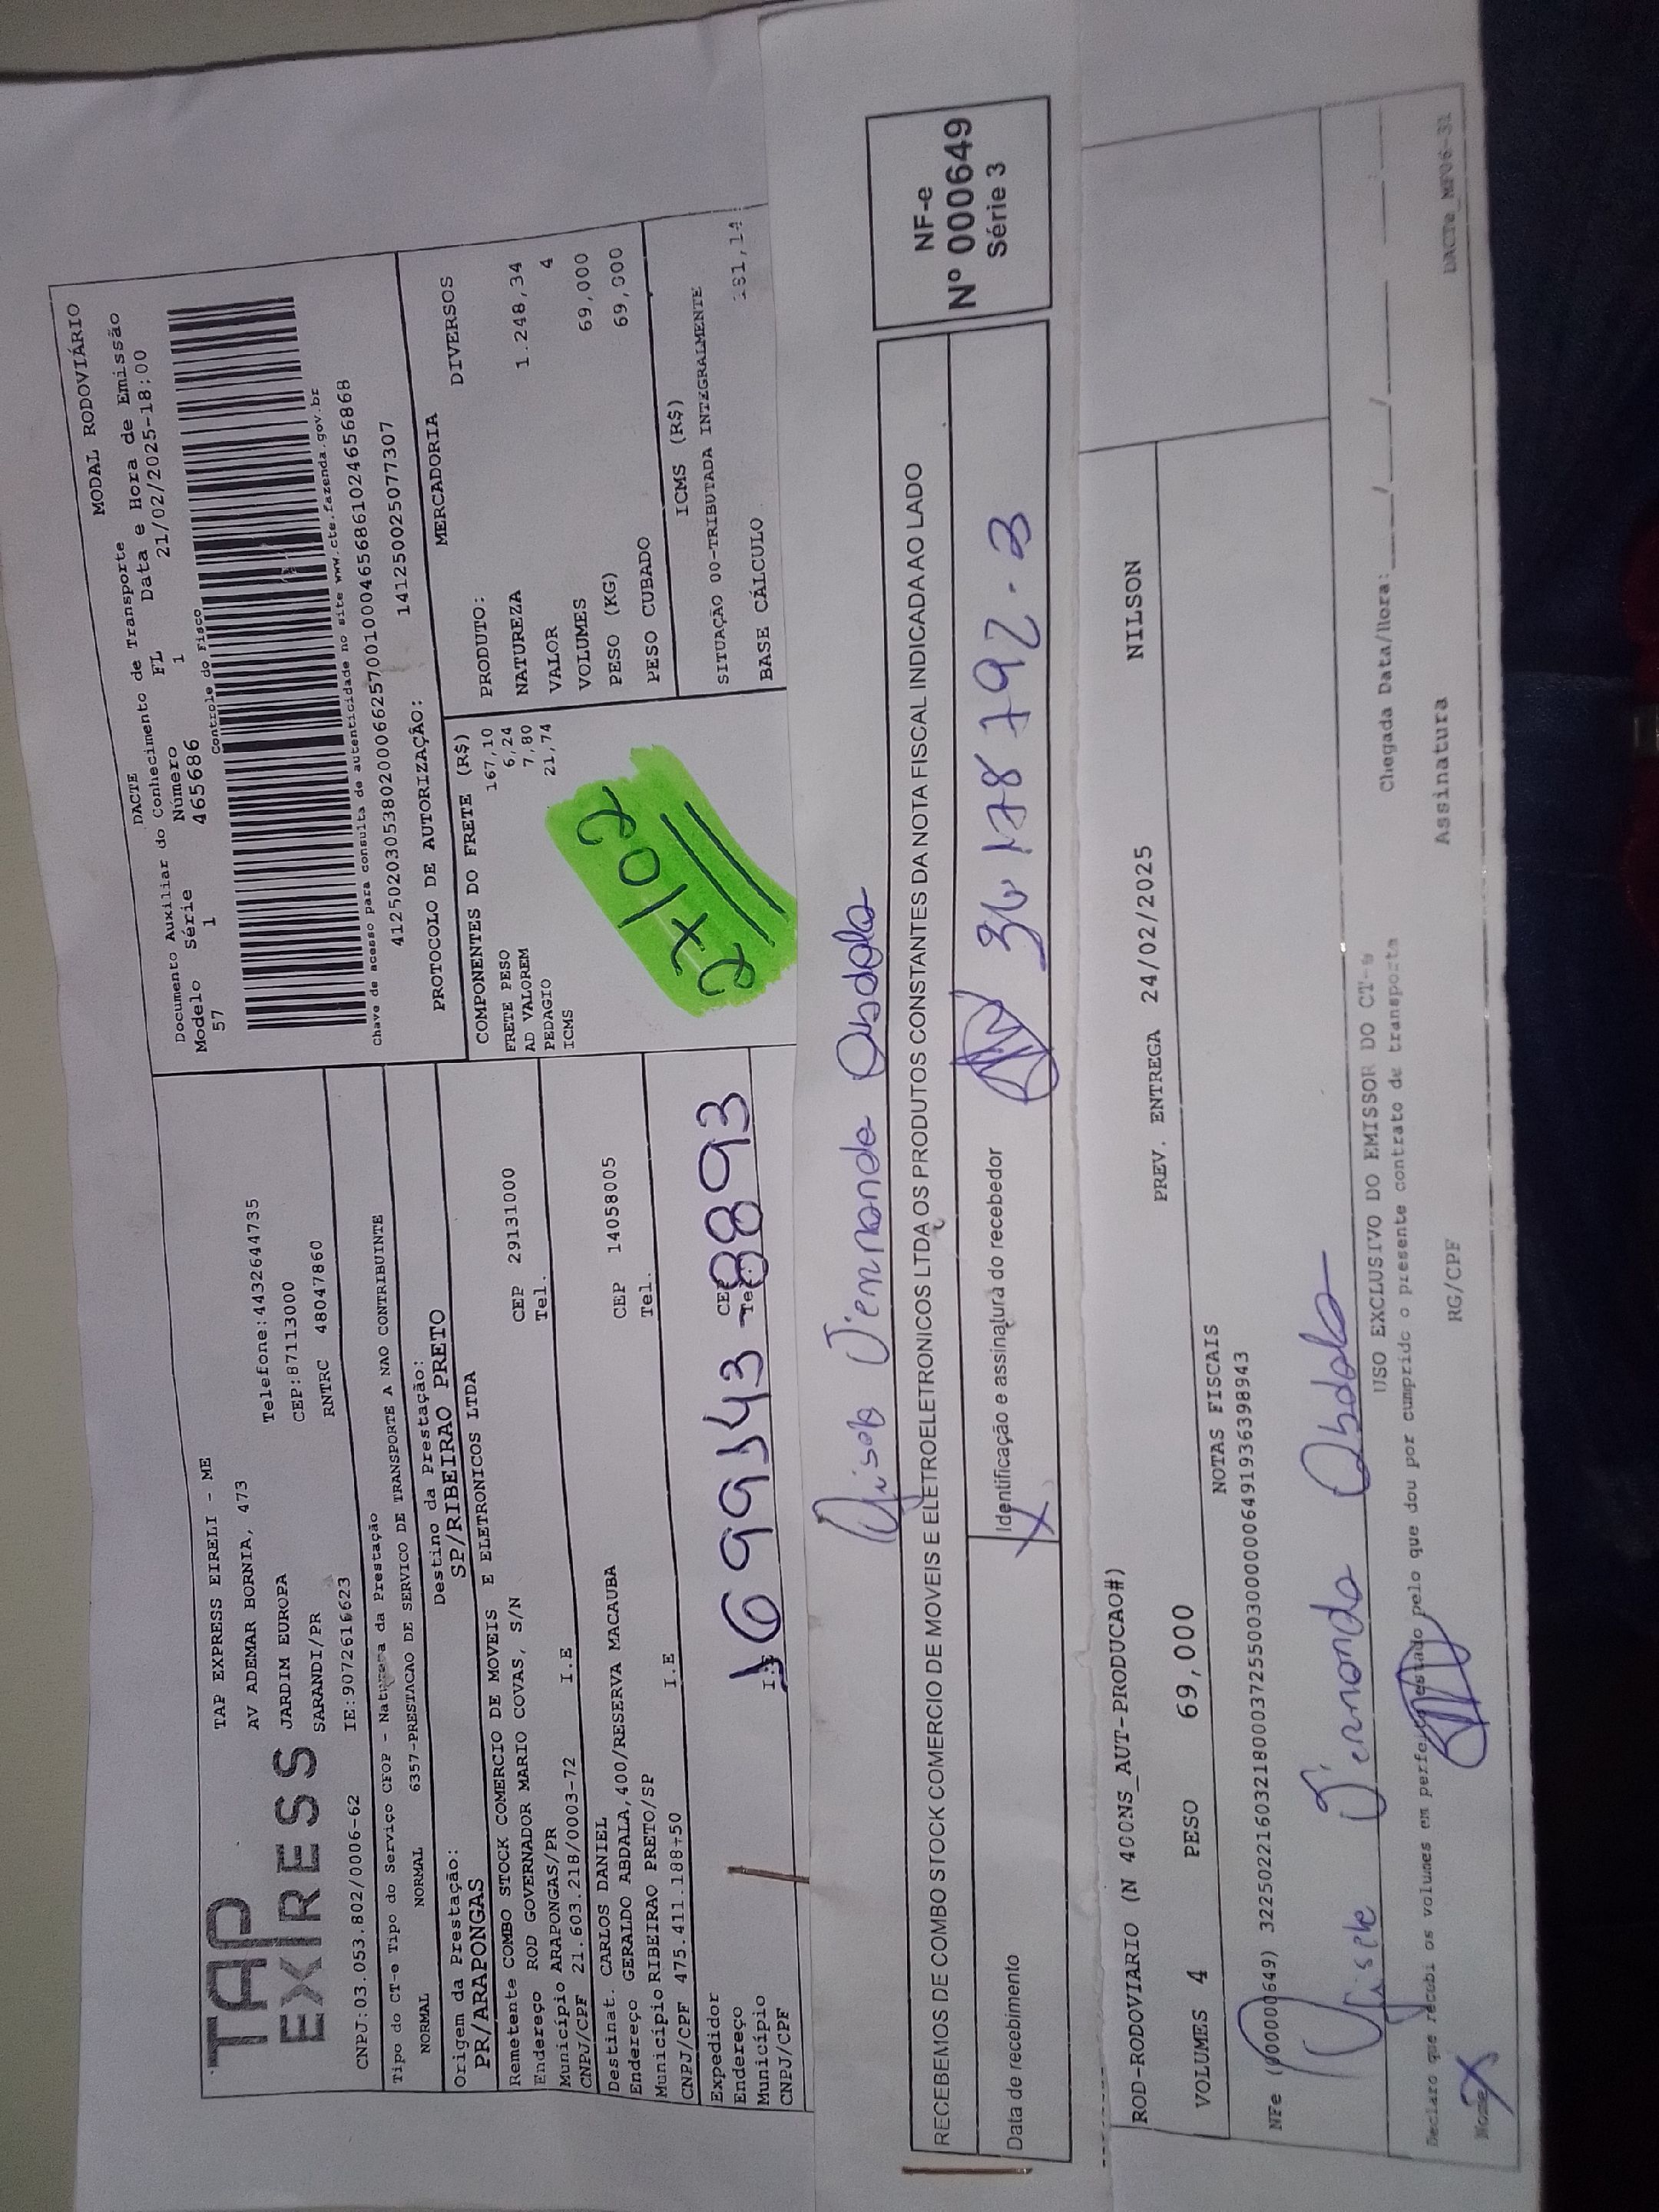 TAP
EXPRESS
TAP EXPRESS EIRELI - ME
AV ADEMAR BORNIA, 473
Telefone:4432644735
JARDIM EUROPA
CEP:87113000
SARANDI/PR
RNTRC 48047860
CNPJ:03.053.802/0006-62 IE:9072616623
Tipo do CT-e Tipo do Serviço CFOP - Natureza da Prestação
NORMAL NORMAL 6357-PRESTACAO DE SERVICO DE TRANSPORTE A NAO CONTRIBUINTE
Origem da Prestação: Destino da Prestação:
PR/ARAPONGAS SP/RIBEIRAO PRETO
Remetente COMBO STOCK COMERCIO DE MOVEIS E ELETRONICOS LTDA
Endereço ROD GOVERNADOR MARIO COVAS, S/N CEP 29131000
Município ARAPONGAS/PR Tel.
CNPJ/CPF 21.603.218/0003-72 I.E
Destinat. CARLOS DANIEL
Endereço GERALDO ABDALA,400/RESERVA MACAUBA CEP 14058005
Município RIBEIRAO PRETO/SP Tel.
CNPJ/CPF 475.411.188+50 I.E
Expedidor
Endereço CEP
Município
CNPJ/CPF
16 99143-8893
DACTE MODAL RODOVIÁRIO
Documento Auxiliar do Conhecimento de Transporte
Modelo Série Número FL Data e Hora de Emissão
57 1 465686 1 21/02/2025-18:00
Controle do Fisco
Chave de acesso para consulta de autenticidade no site www.cte.fazenda.gov.br
41250203053802000662570010004656861024656868
PROTOCOLO DE AUTORIZAÇÃO: 141250025077307
COMPONENTES DO FRETE (R$)
FRETE PESO 167,10
AD VALOREM 6,24
PEDAGIO 7,80
ICMS 21,74
2x102
MERCADORIA
PRODUTO: DIVERSOS
NATUREZA
VALOR 1.248,34
VOLUMES 4
PESO (KG) 69,000
PESO CUBADO 69,000
ICMS (R$)
SITUAÇÃO 00-TRIBUTADA INTEGRALMENTE
BASE CÁLCULO
Abdala
RECEBEMOS DE COMBO STOCK COMERCIO DE MOVEIS E ELETROELETRONICOS LTDA OS PRODUTOS CONSTANTES DA NOTA FISCAL INDICADA AO LADO
Data de recebimento
X Identificação e assinatura do recebedor
NF-e
Nº 000649
Série 3
ROD-RODOVIARIO (N 400NS_AUT-PRODUCAO#)
PREV. ENTREGA 24/02/2025 NILSON
VOLUMES 4 PESO 69,000
NOTAS FISCAIS
NFe (000000649) 32250221603218000372550030000006491936398943
Abdala
USO EXCLUSIVO DO EMISSOR DO CT-e
Declaro que recebi os volumes em perfeito estado pelo que dou por cumprido o presente contrato de transporte
Chegada Data/Hora:____/____/____ ____:____
Nome X
RG/CPF
Assinatura
DACTe_MF06-31